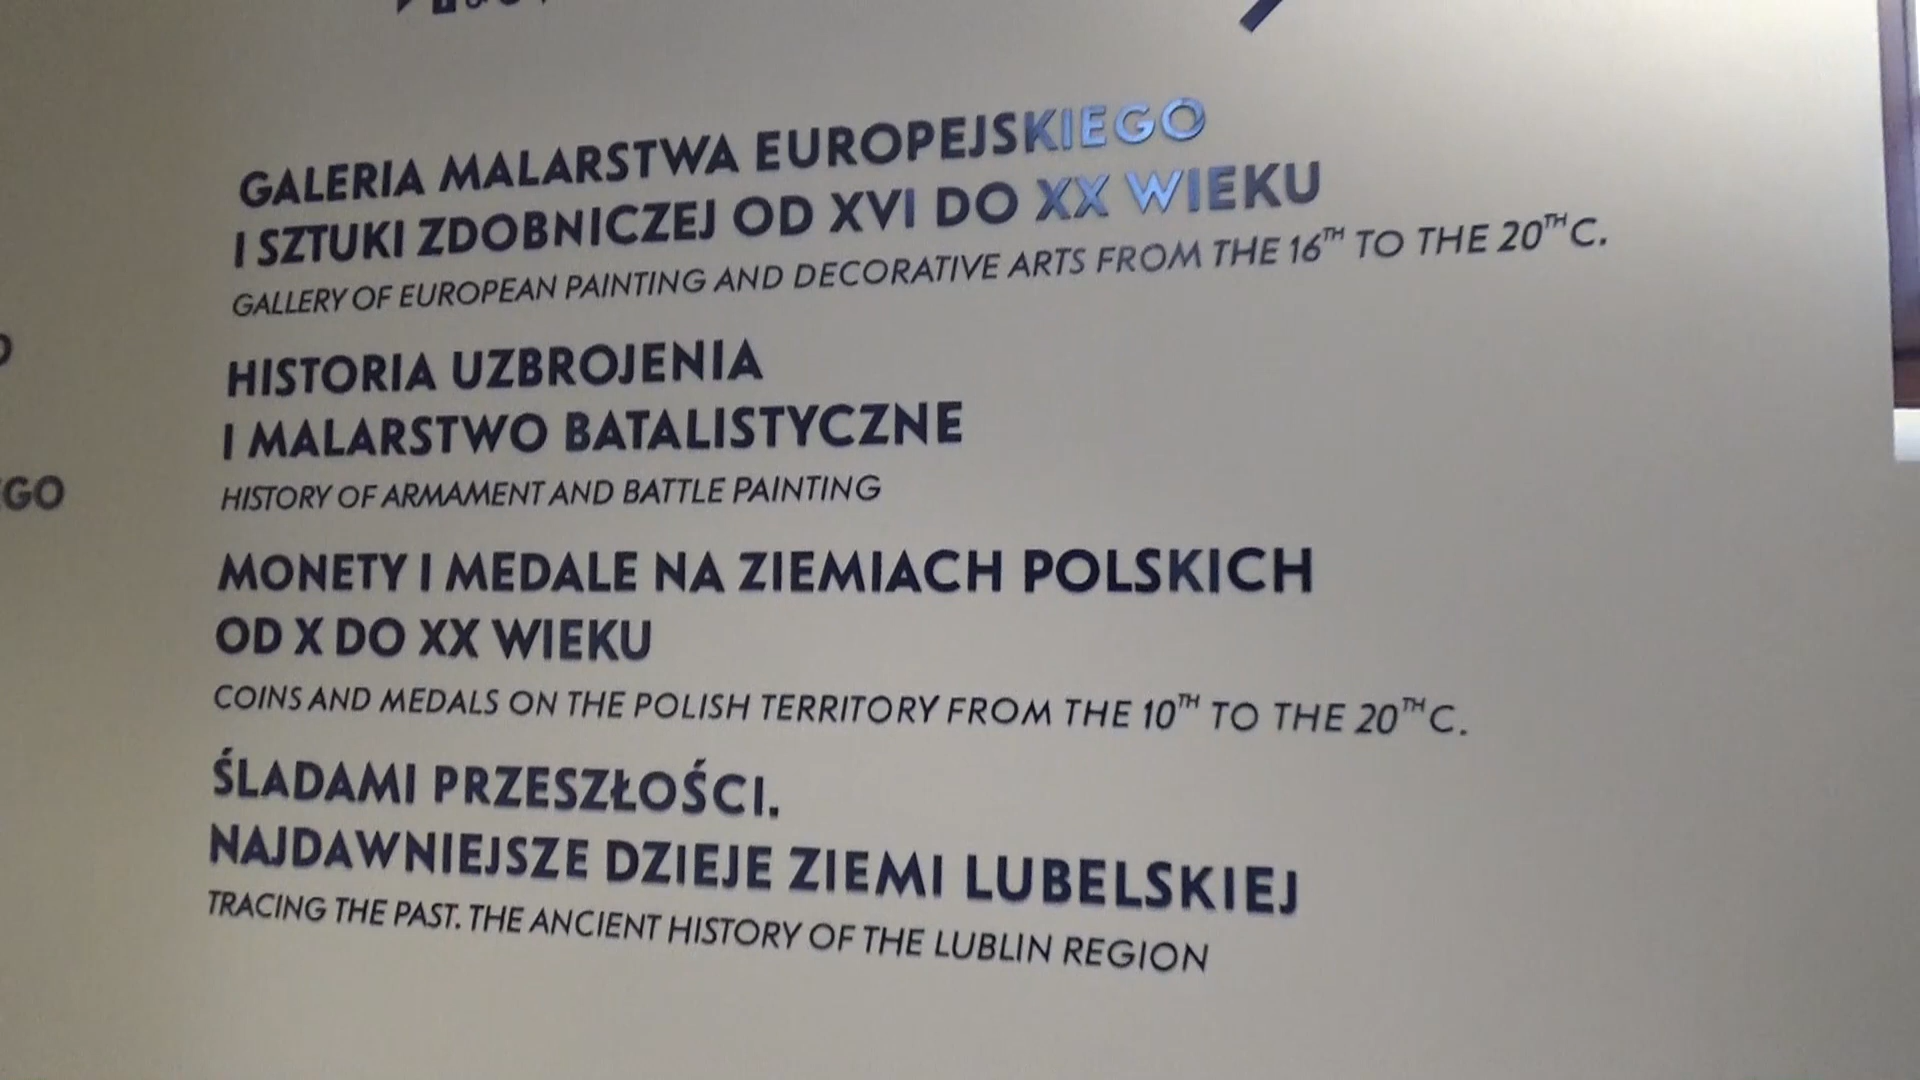 GALERIA MALARSTWA EUROPEJSKIEGO
I SZTUKI ZDOBNICZEJ OD XVI DO XX WIEKU
GALLERY OF EUROPEAN PAINTING AND DECORATIVE ARTS FROM THE 16TH TO THE 20TH C.
HISTORIA UZBROJENIA
I MALARSTWO BATALISTYCZNE
HISTORY OF ARMAMENT AND BATTLE PAINTING
MONETY I MEDALE NA ZIEMIACH POLSKICH
OD X DO XX WIEKU
COINS AND MEDALS ON THE POLISH TERRITORY FROM THE 10TH TO THE 20TH C.
ŚLADAMI PRZESZŁOŚCI.
NAJDAWNIEJSZE DZIEJE ZIEMI LUBELSKIEJ
TRACING THE PAST. THE ANCIENT HISTORY OF THE LUBLIN REGION